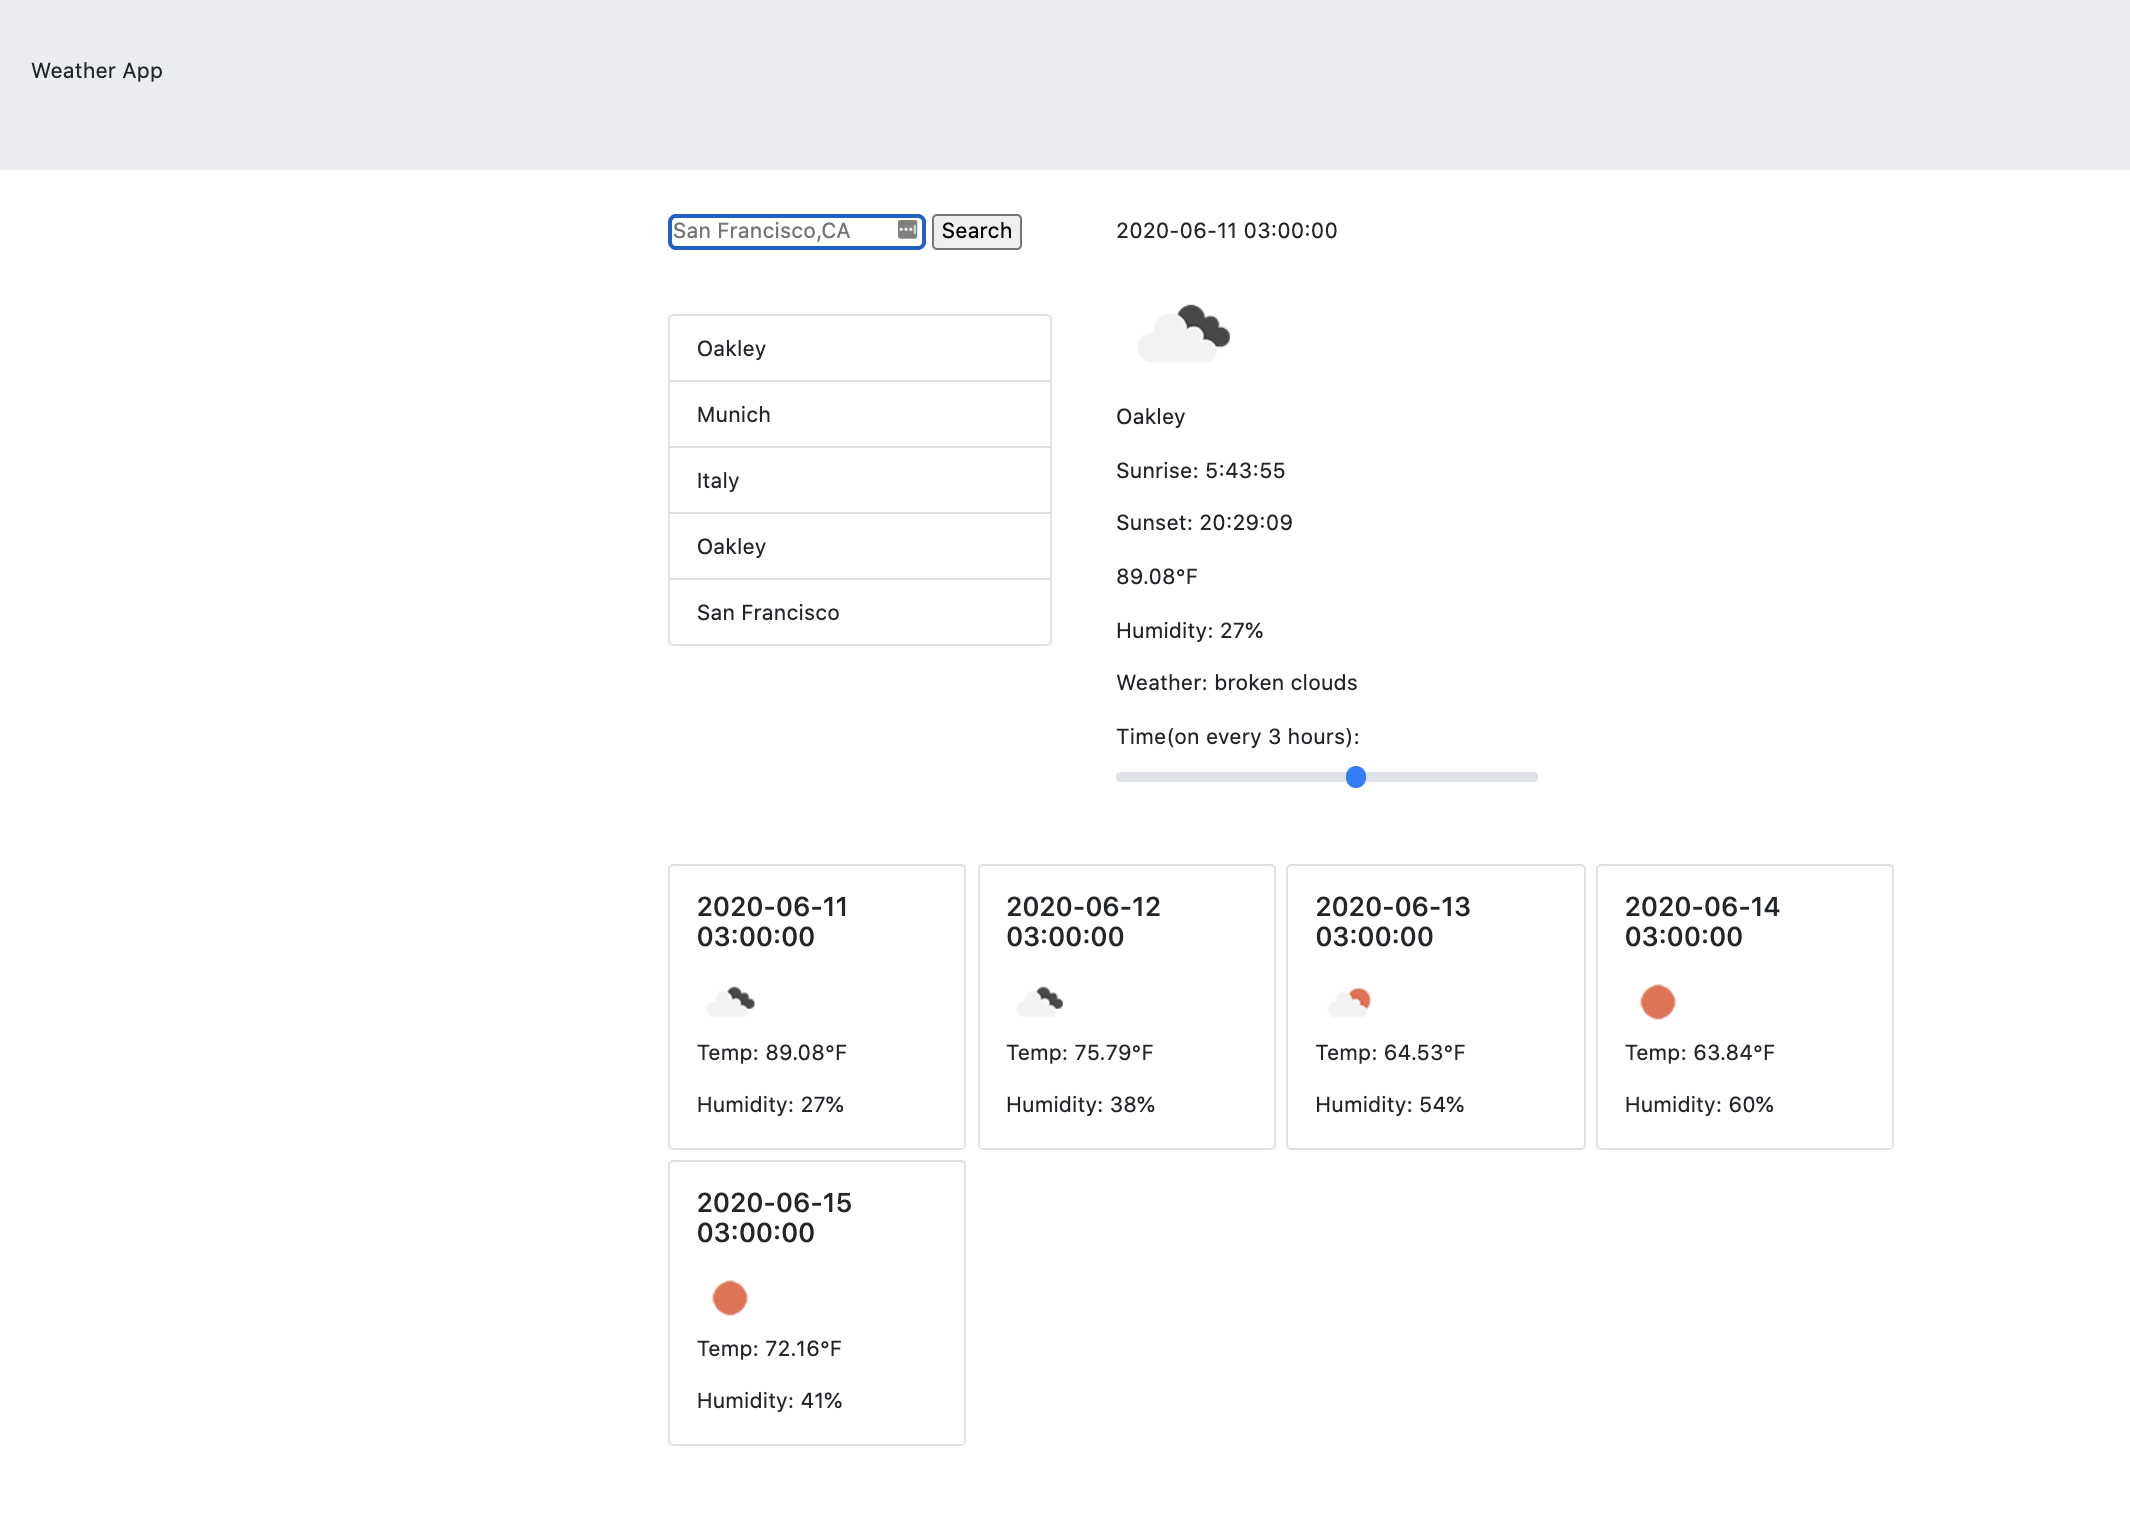 Weather App
San Francisco,CA
Search
Oakley
Munich
Italy
Oakley
San Francisco
2020-06-11 03:00:00
Oakley
Sunrise: 5:43:55
Sunset: 20:29:09
89.08°F
Humidity: 27%
Weather: broken clouds
Time(on every 3 hours):
2020-06-11
03:00:00
Temp: 89.08°F
Humidity: 27%
2020-06-12
03:00:00
Temp: 75.79°F
Humidity: 38%
2020-06-13
03:00:00
Temp: 64.53°F
Humidity: 54%
2020-06-14
03:00:00
Temp: 63.84°F
Humidity: 60%
2020-06-15
03:00:00
Temp: 72.16°F
Humidity: 41%